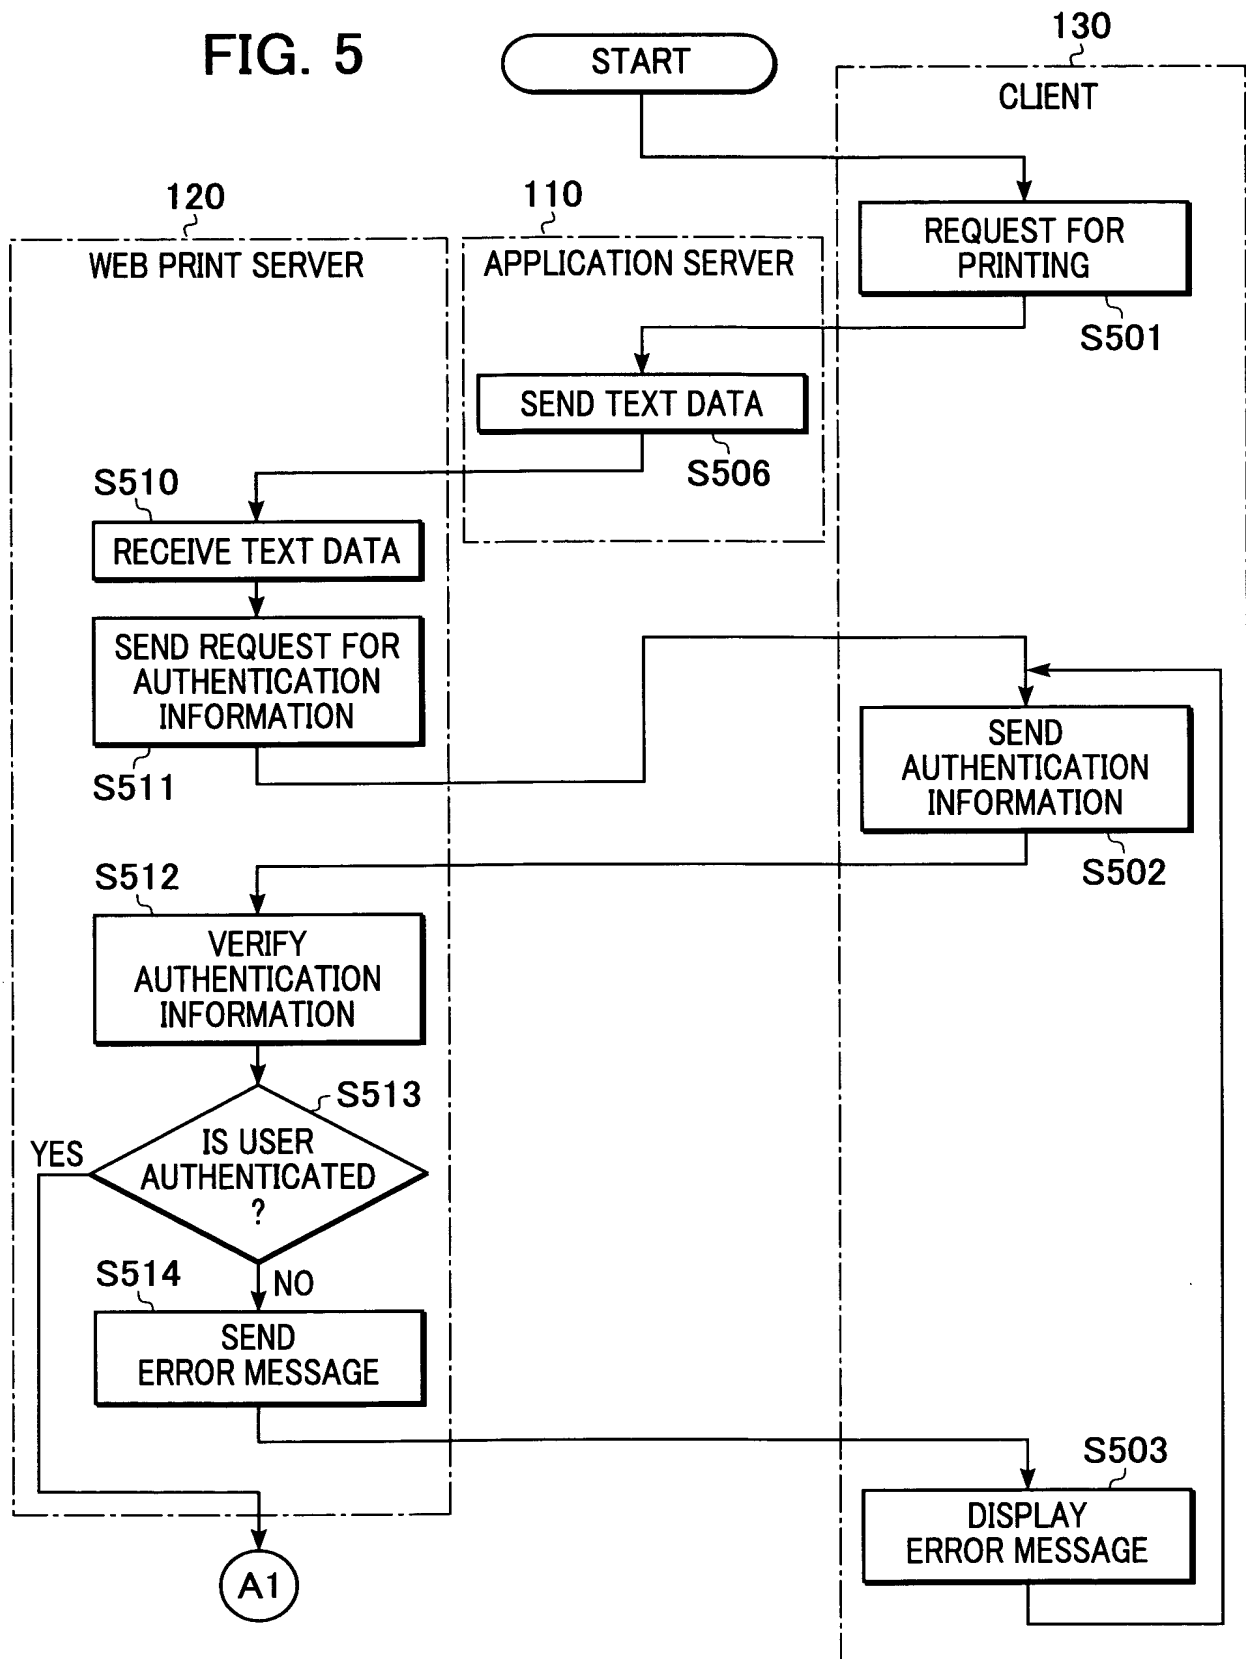 FIG. 5
START
130
CLIENT
REQUEST FOR
PRINTING
S501
120
WEB PRINT SERVER
110
APPLICATION SERVER
SEND TEXT DATA
S506
S510
RECEIVE TEXT DATA
SEND REQUEST FOR
AUTHENTICATION
INFORMATION
S511
SEND
AUTHENTICATION
INFORMATION
S502
S512
VERIFY
AUTHENTICATION
INFORMATION
S513
YES
IS USER
AUTHENTICATED
?
NO
S514
SEND
ERROR MESSAGE
S503
DISPLAY
ERROR MESSAGE
A1